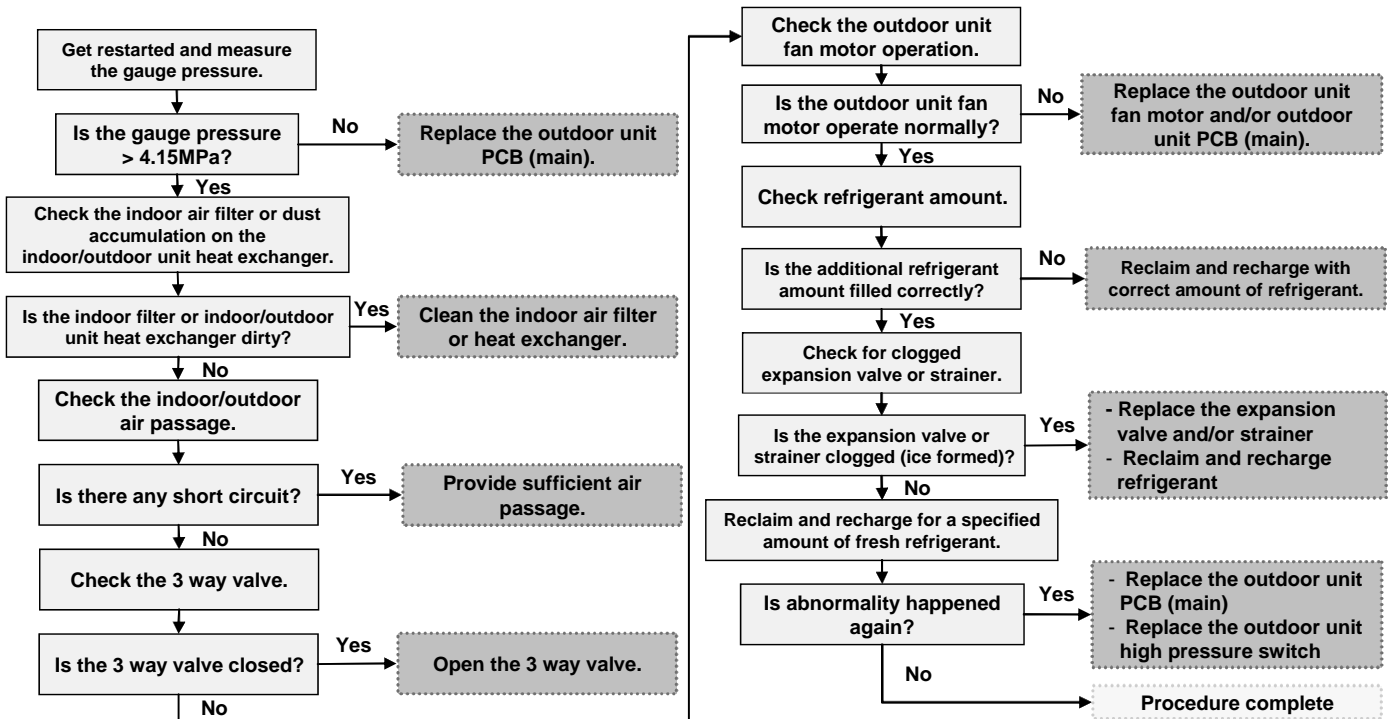 Get restarted and measure
the gauge pressure.
Is the gauge pressure
> 4.15MPa?
No
Replace the outdoor unit
PCB (main).
Yes
Check the indoor air filter or dust
accumulation on the
indoor/outdoor unit heat exchanger.
Is the indoor filter or indoor/outdoor
unit heat exchanger dirty?
Yes
Clean the indoor air filter
or heat exchanger.
No
Check the indoor/outdoor
air passage.
Is there any short circuit?
Yes
Provide sufficient air
passage.
No
Check the 3 way valve.
Is the 3 way valve closed?
Yes
Open the 3 way valve.
No
Check the outdoor unit
fan motor operation.
Is the outdoor unit fan
motor operate normally?
No
Replace the outdoor unit
fan motor and/or outdoor
unit PCB (main).
Yes
Check refrigerant amount.
Is the additional refrigerant
amount filled correctly?
No
Reclaim and recharge with
correct amount of refrigerant.
Yes
Check for clogged
expansion valve or strainer.
Is the expansion valve or
strainer clogged (ice formed)?
Yes
- Replace the expansion
valve and/or strainer
- Reclaim and recharge
refrigerant
No
Reclaim and recharge for a specified
amount of fresh refrigerant.
Is abnormality happened
again?
Yes
- Replace the outdoor unit
PCB (main)
- Replace the outdoor unit
high pressure switch
No
Procedure complete